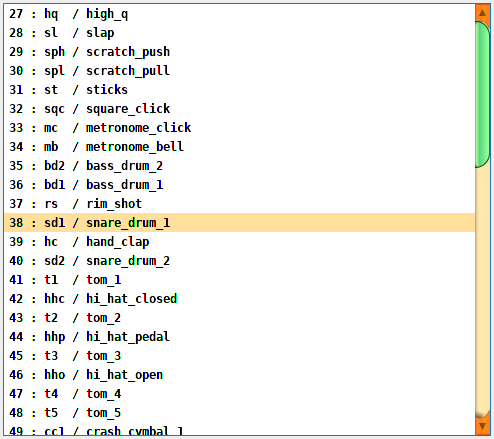 27 : hq  / high_q
28 : sl  / slap
29 : sph / scratch_push
30 : spl / scratch_pull
31 : st  / sticks
32 : sqc / square_click
33 : mc  / metronome_click
34 : mb  / metronome_bell
35 : bd2 / bass_drum_2
36 : bd1 / bass_drum_1
37 : rs  / rim_shot
38 : sd1 / snare_drum_1
39 : hc  / hand_clap
40 : sd2 / snare_drum_2
41 : t1  / tom_1
42 : hhc / hi_hat_closed
43 : t2  / tom_2
44 : hhp / hi_hat_pedal
45 : t3  / tom_3
46 : hho / hi_hat_open
47 : t4  / tom_4
48 : t5  / tom_5
49 : cc1 / crash_cymbal_1